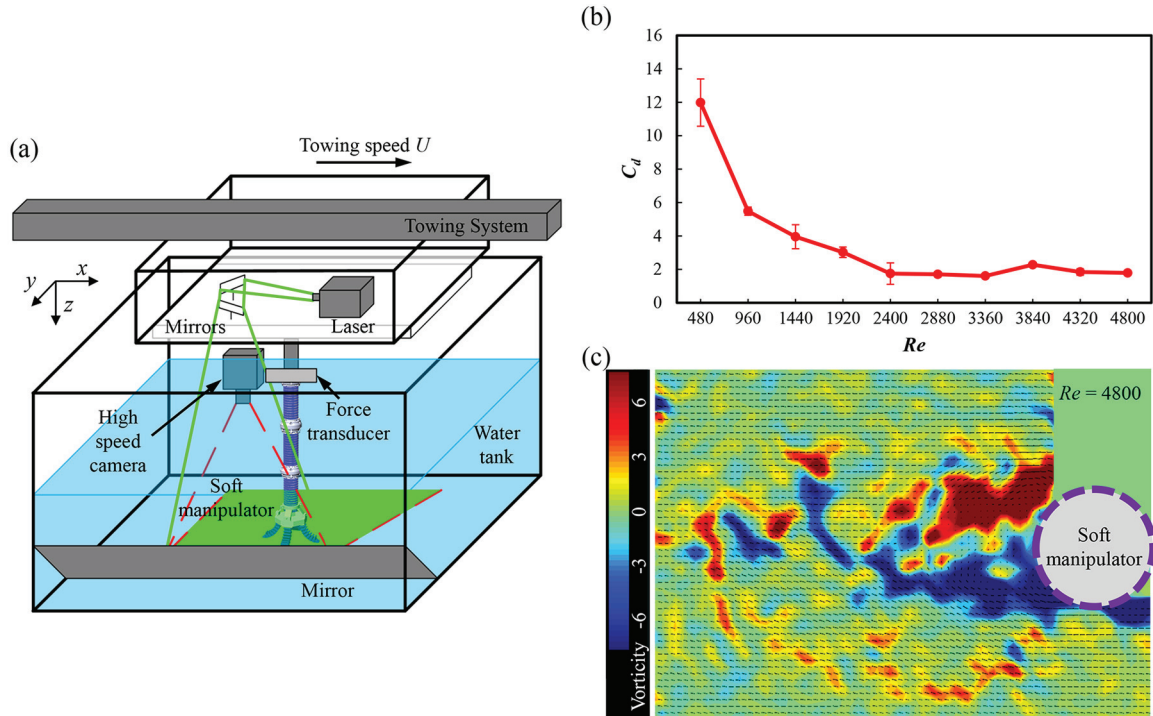 (a)
Towing speed U
Towing System
x
y
z
Mirrors
Laser
High
speed
camera
Force
transducer
Water
tank
Soft
manipulator
Mirror
(b)
16
14
12
10
8
6
4
2
0
C_d
480 960 1440 1920 2400 2880 3360 3840 4320 4800
Re
(c)
6
3
0
-3
-6
Vorticity
Re = 4800
Soft
manipulator